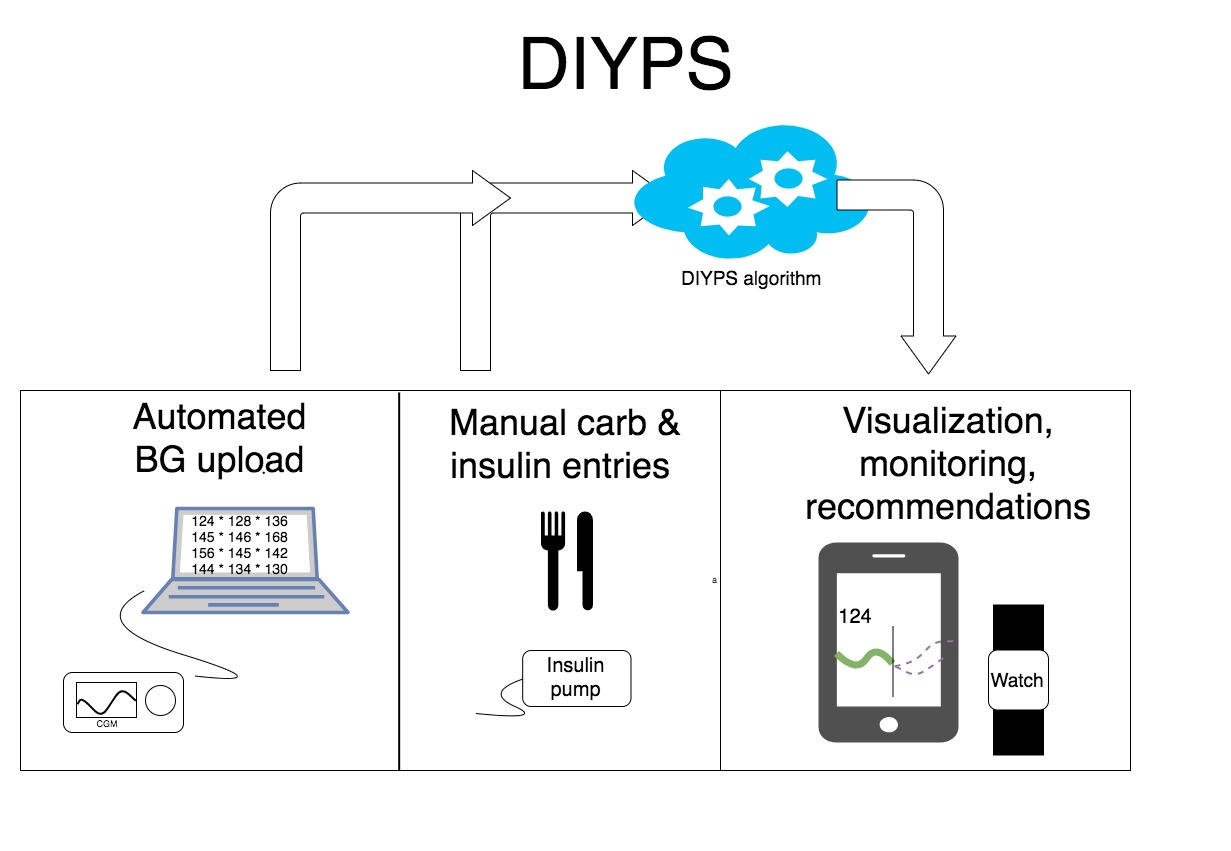 DIYPS
DIYPS algorithm
Automated
BG upload
124 * 128 * 136
145 * 146 * 168
156 * 145 * 142
144 * 134 * 130
CGM
Manual carb &
insulin entries
a
Insulin
pump
Visualization,
monitoring,
recommendations
124
Watch